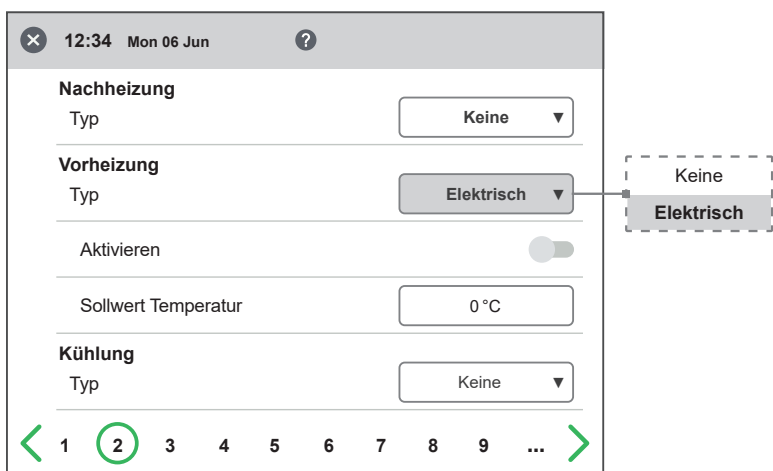 12:34 Mon 06 Jun ?
Nachheizung
Typ Keine ▼
Vorheizung
Typ Elektrisch ▼
Keine
Elektrisch
Aktivieren
Sollwert Temperatur 0 °C
Kühlung
Typ Keine ▼
1 2 3 4 5 6 7 8 9 ...